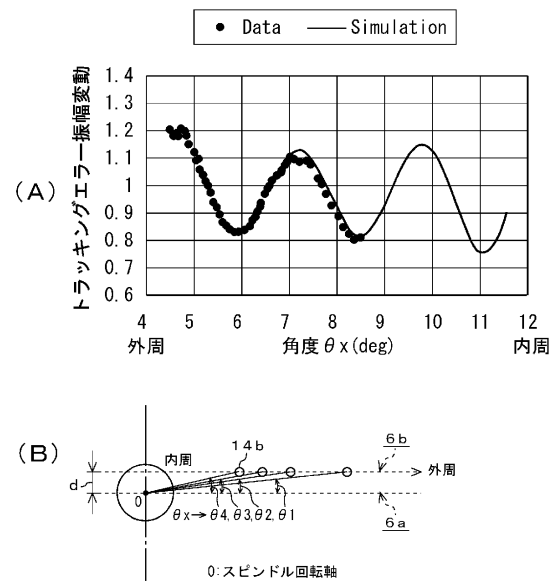 Data Simulation
(A)
トラッキングエラー振幅変動
1.4
1.3
1.2
1.1
1
0.9
0.8
0.7
0.6
4 5 6 7 8 9 10 11 12
外周 角度θx(deg) 内周
(B)
内周 14b 6b
外周
d
0
θx→θ4,θ3,θ2,θ1 6a
0:スピンドル回転軸